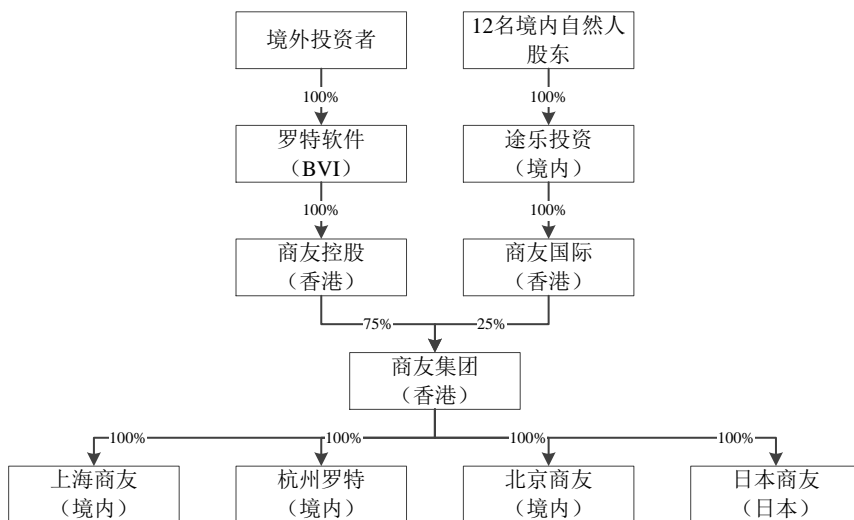 境外投资者
12名境内自然人
股东
100%
100%
罗特软件
（BVI）
途乐投资
（境内）
100%
100%
商友控股
（香港）
商友国际
（香港）
75%
25%
商友集团
（香港）
100%
100%
100%
100%
上海商友
（境内）
杭州罗特
（境内）
北京商友
（境内）
日本商友
（日本）